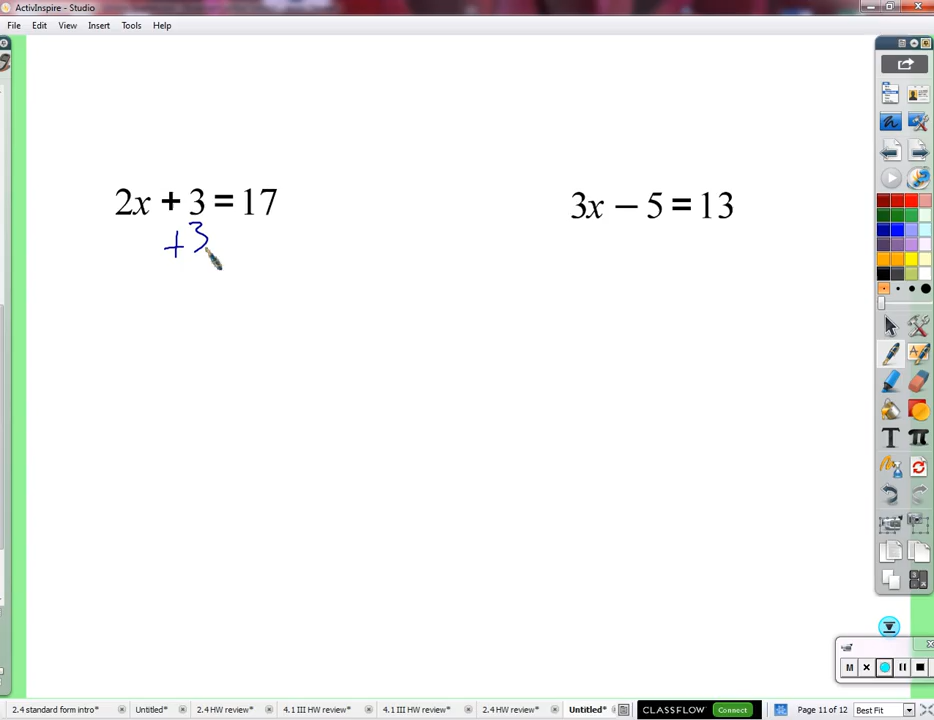 ActivInspire - Studio
File Edit View Insert Tools Help
2x + 3 = 17
3x − 5 = 13
+3
M
2.4 standard form intro* Untitled* 2.4 HW review* 4.1 III HW review* 4.1 III HW review* 2.4 HW review* Untitled* CLASSFLOW Connect Page 11 of 12 Best Fit